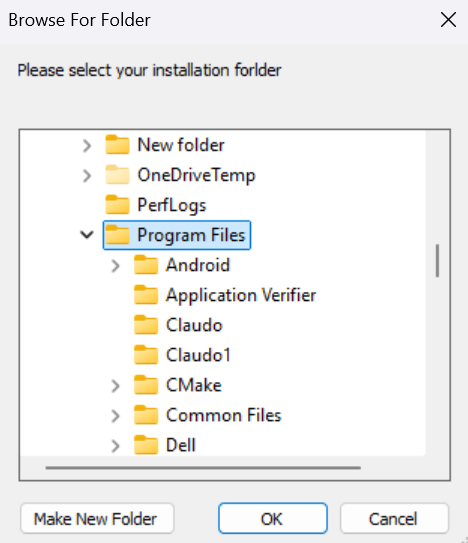 Browse For Folder
Please select your installation forlder
New folder
OneDriveTemp
PerfLogs
Program Files
Android
Application Verifier
Claudo
Claudo1
CMake
Common Files
Dell
Make New Folder
OK
Cancel